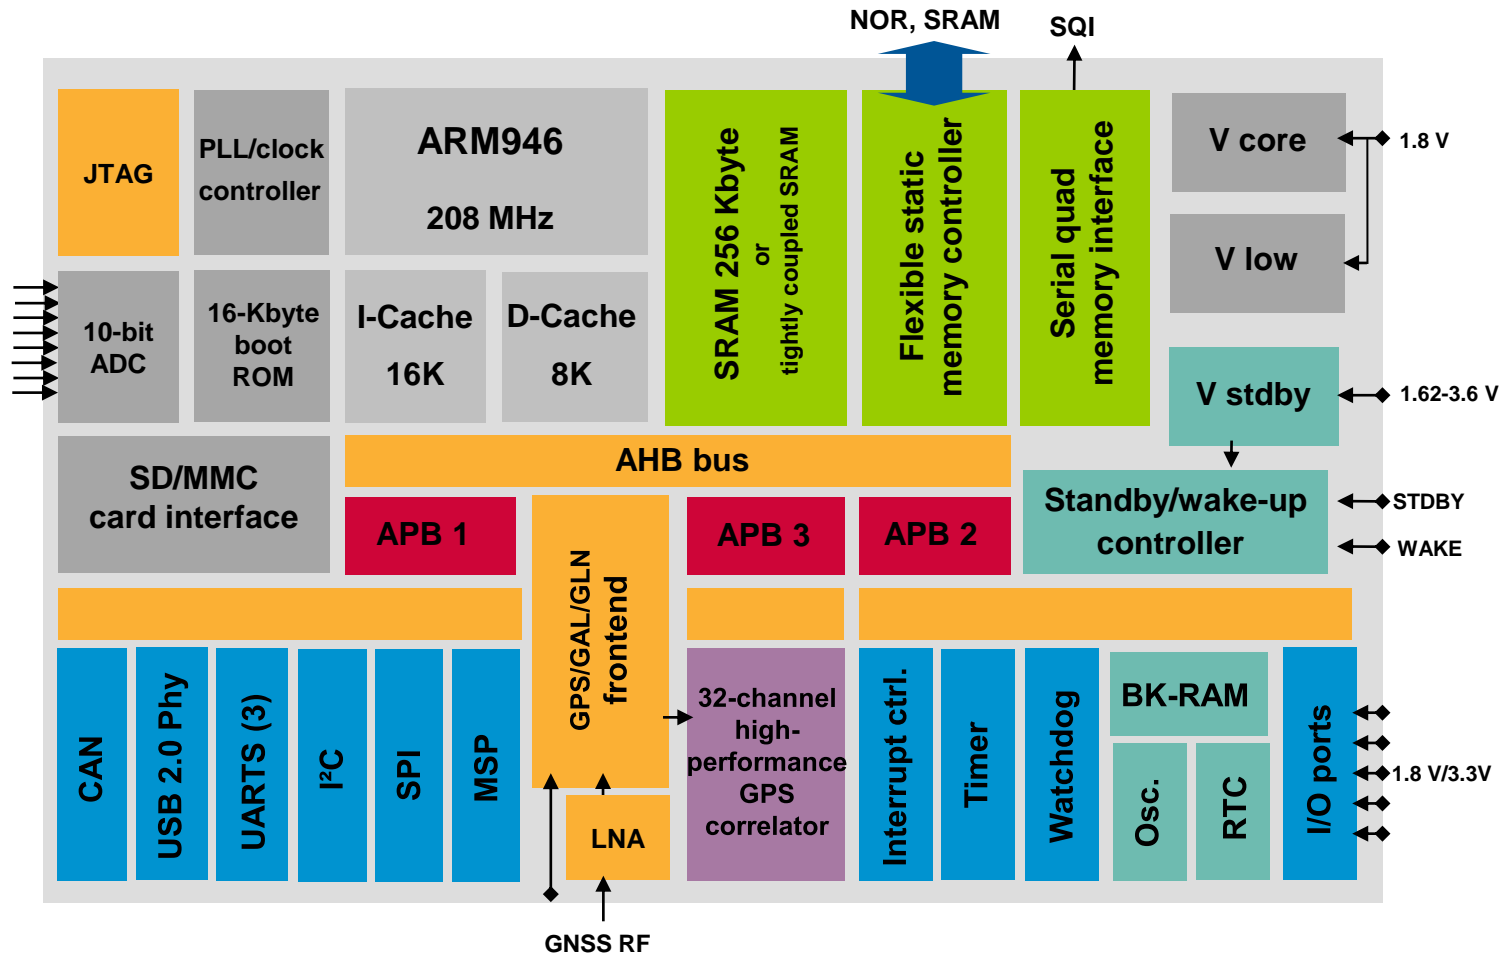 NOR, SRAM
SQI
JTAG
PLL/clock
controller
ARM946
208 MHz
SRAM 256 Kbyte
or
tightly coupled SRAM
Flexible static
memory controller
Serial quad
memory interface
V core
1.8 V
V low
10-bit
ADC
16-Kbyte
boot
ROM
I-Cache
16K
D-Cache
8K
V stdby
1.62-3.6 V
SD/MMC
card interface
AHB bus
Standby/wake-up
controller
STDBY
WAKE
APB 1
GPS/GAL/GLN
frontend
APB 3
APB 2
CAN
USB 2.0 Phy
UARTS (3)
I²C
SPI
MSP
LNA
32-channel
high-
performance
GPS
correlator
Interrupt ctrl.
Timer
Watchdog
BK-RAM
Osc.
RTC
I/O ports
1.8 V/3.3V
GNSS RF